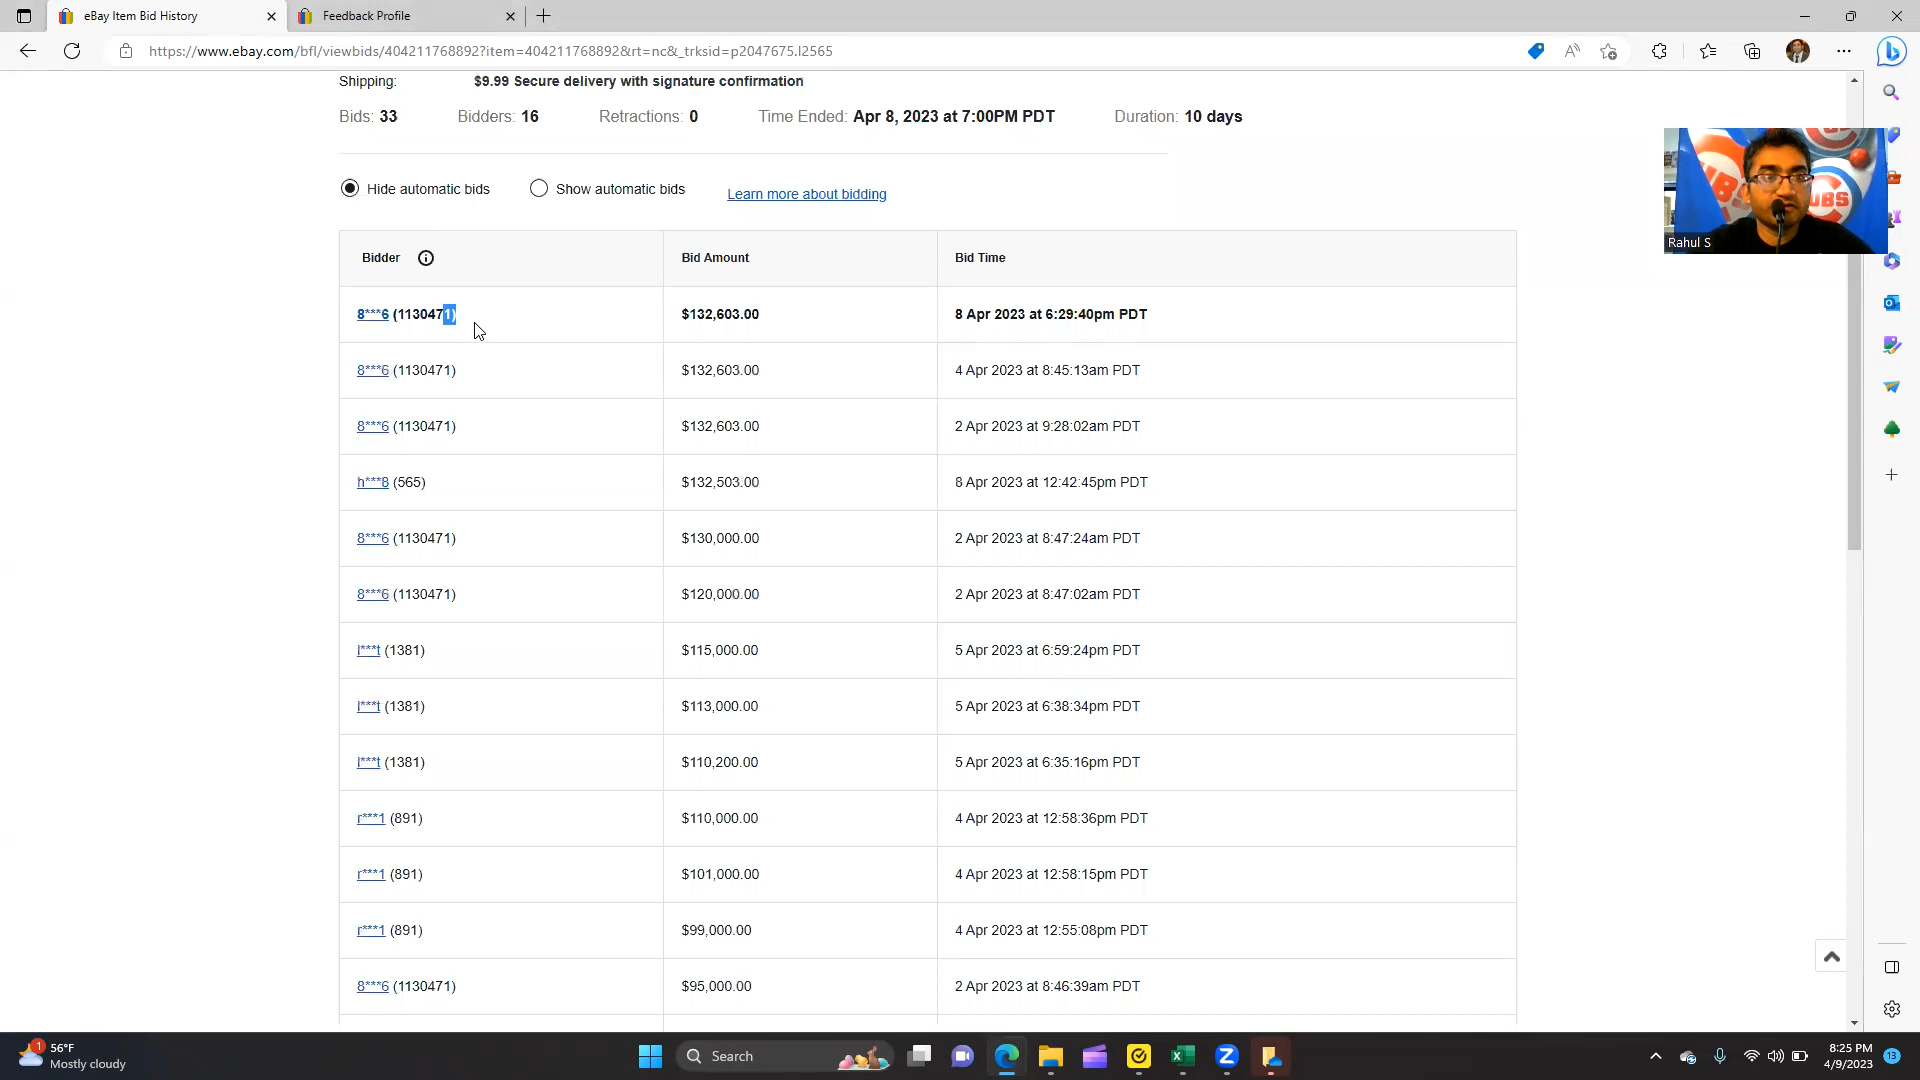 eBay Item Bid History
Feedback Profile
https://www.ebay.com/bfl/viewbids/404211768892?item=404211768892&rt=nc&_trksid=p2047675.l2565
Shipping: $9.99 Secure delivery with signature confirmation
Bids: 33 Bidders: 16 Retractions: 0 Time Ended: Apr 8, 2023 at 7:00PM PDT Duration: 10 days
Hide automatic bids Show automatic bids Learn more about bidding
CUBS
Rahul S
Bidder Bid Amount Bid Time
8***6 (1130471) $132,603.00 8 Apr 2023 at 6:29:40pm PDT
8***6 (1130471) $132,603.00 4 Apr 2023 at 8:45:13am PDT
8***6 (1130471) $132,603.00 2 Apr 2023 at 9:28:02am PDT
h***8 (565) $132,503.00 8 Apr 2023 at 12:42:45pm PDT
8***6 (1130471) $130,000.00 2 Apr 2023 at 8:47:24am PDT
8***6 (1130471) $120,000.00 2 Apr 2023 at 8:47:02am PDT
l***t (1381) $115,000.00 5 Apr 2023 at 6:59:24pm PDT
l***t (1381) $113,000.00 5 Apr 2023 at 6:38:34pm PDT
l***t (1381) $110,200.00 5 Apr 2023 at 6:35:16pm PDT
r***1 (891) $110,000.00 4 Apr 2023 at 12:58:36pm PDT
r***1 (891) $101,000.00 4 Apr 2023 at 12:58:15pm PDT
r***1 (891) $99,000.00 4 Apr 2023 at 12:55:08pm PDT
8***6 (1130471) $95,000.00 2 Apr 2023 at 8:46:39am PDT
1 56°F
Mostly cloudy
Search
8:25 PM
4/9/2023
13